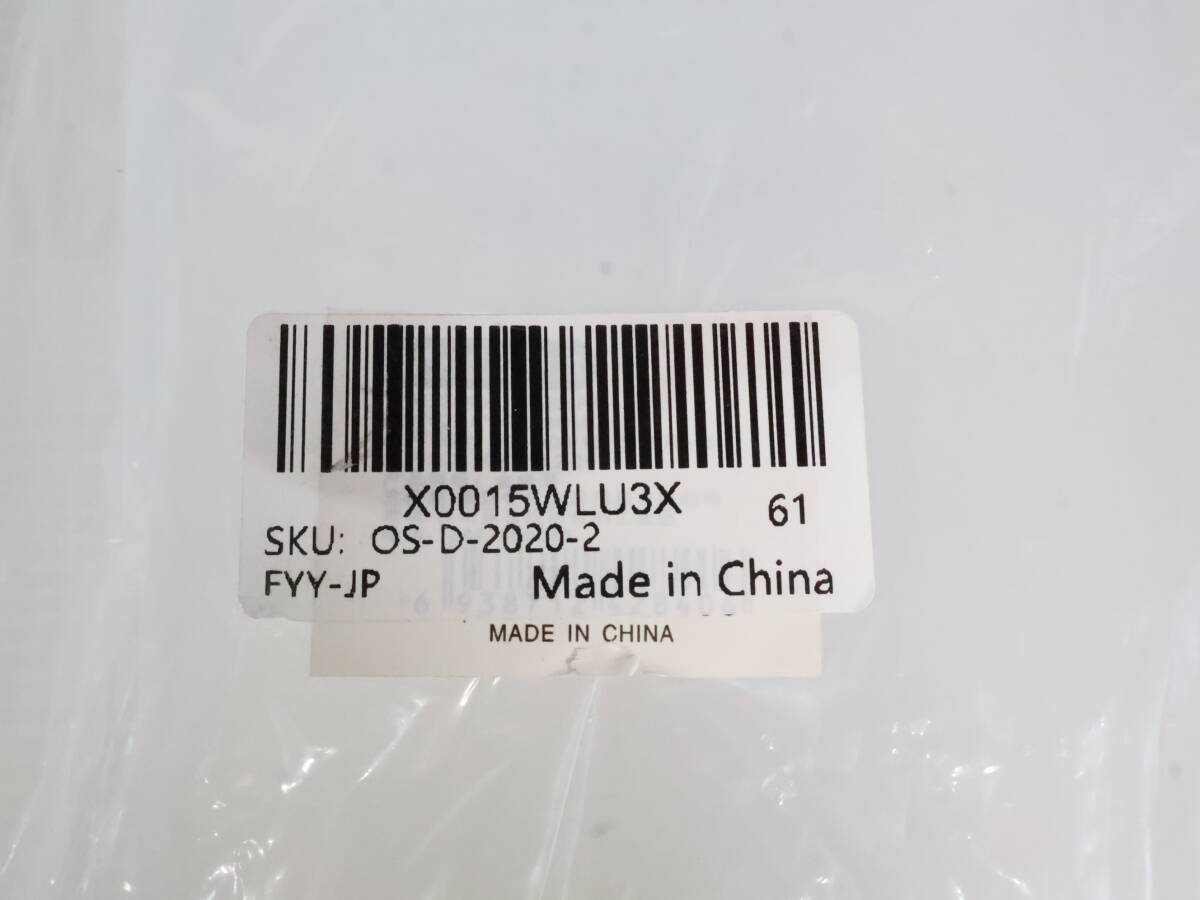 X0015WLU3X
61
SKU: OS-D-2020-2
FYY-JP Made in China
MADE IN CHINA